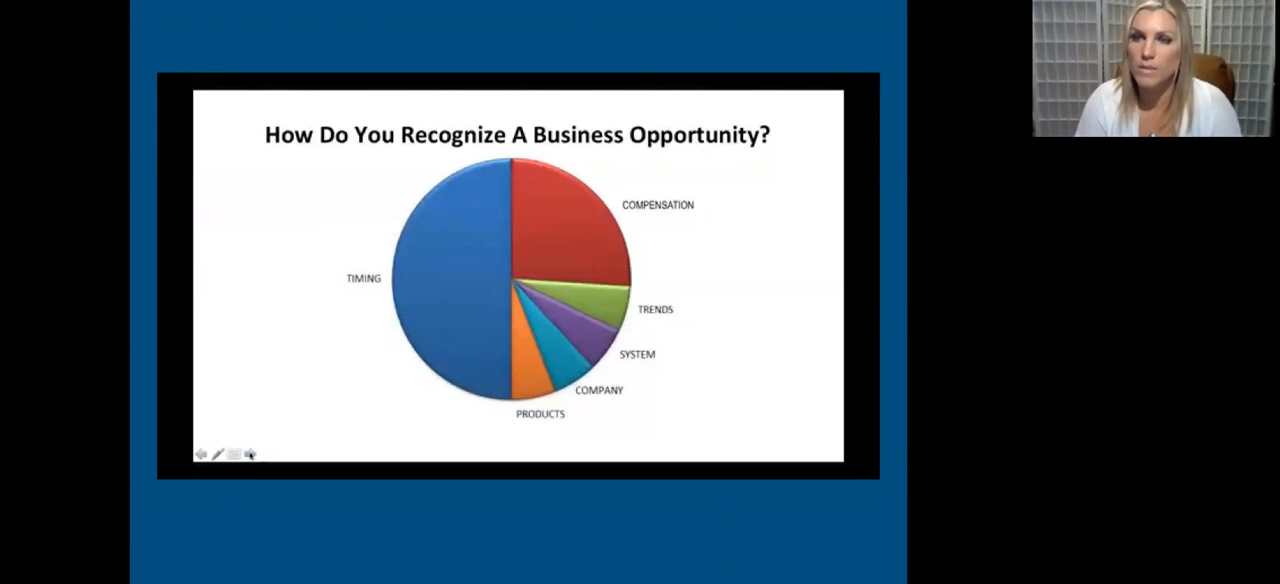 How Do You Recognize A Business Opportunity?
COMPENSATION
TIMING
TRENDS
SYSTEM
COMPANY
PRODUCTS